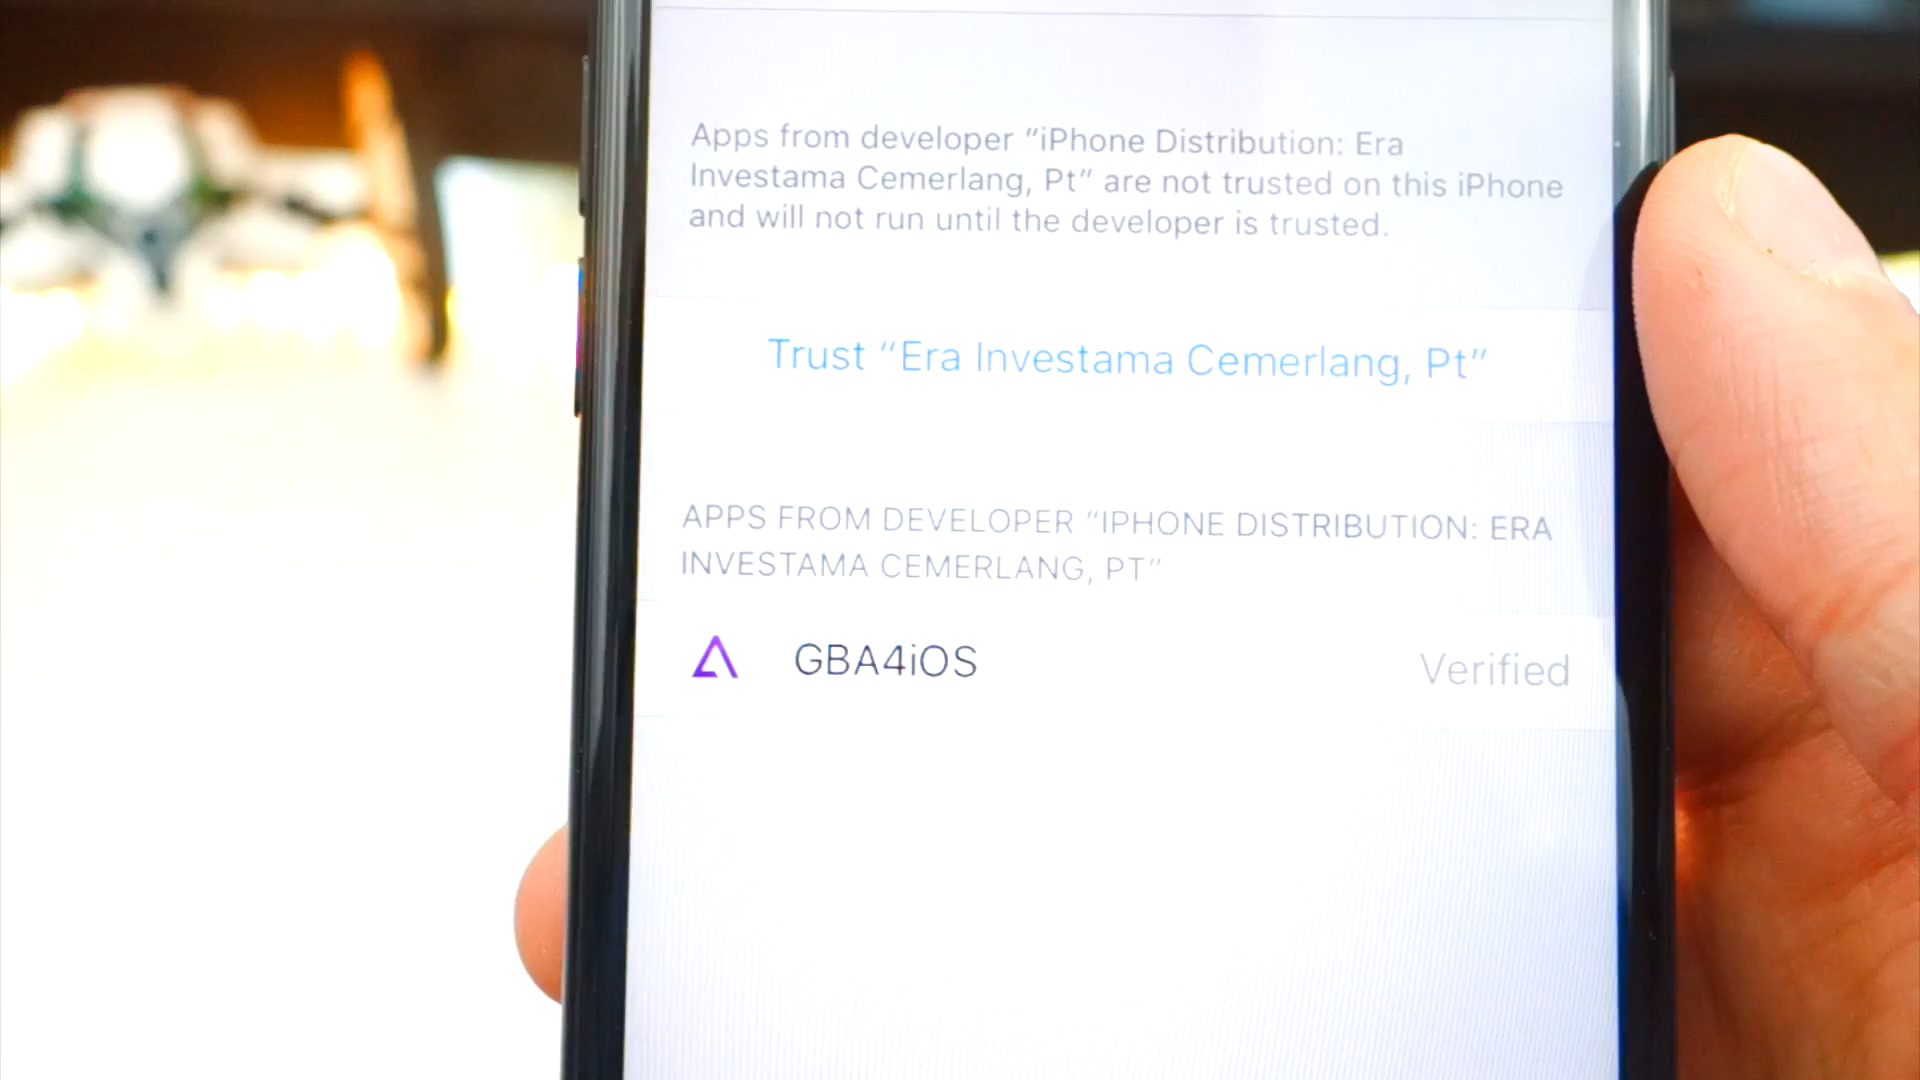 Apps from developer “iPhone Distribution: Era
Investama Cemerlang, Pt” are not trusted on this iPhone
and will not run until the developer is trusted.
Trust “Era Investama Cemerlang, Pt”
APPS FROM DEVELOPER “IPHONE DISTRIBUTION: ERA
INVESTAMA CEMERLANG, PT”
GBA4iOS Verified